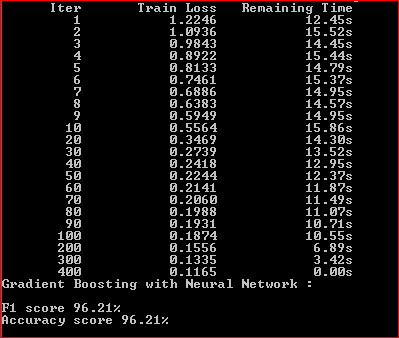 Iter Train Loss Remaining Time
1 1.2246 12.45s
2 1.0936 15.52s
3 0.9843 14.45s
4 0.8922 15.44s
5 0.8133 14.79s
6 0.7461 15.37s
7 0.6886 14.95s
8 0.6383 14.57s
9 0.5949 14.95s
10 0.5564 15.86s
20 0.3469 14.30s
30 0.2739 13.52s
40 0.2418 12.95s
50 0.2244 12.37s
60 0.2141 11.87s
70 0.2060 11.49s
80 0.1988 11.07s
90 0.1931 10.71s
100 0.1874 10.55s
200 0.1556 6.89s
300 0.1335 3.42s
400 0.1165 0.00s
Gradient Boosting with Neural Network :
F1 score 96.21%
Accuracy score 96.21%